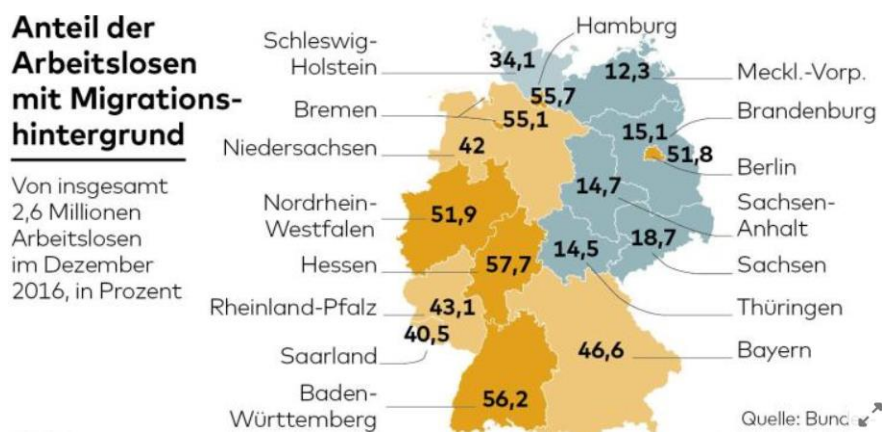 Anteil der
Arbeitslosen
mit Migrations-
hintergrund
Von insgesamt
2,6 Millionen
Arbeitslosen
im Dezember
2016, in Prozent
Schleswig-
Holstein
34,1
Hamburg
55,7
12,3
Meckl.-Vorp.
Bremen
55,1
Brandenburg
15,1
Niedersachsen
42
51,8
Berlin
Nordrhein-
Westfalen
51,9
14,7
Sachsen-
Anhalt
Hessen
57,7
14,5
18,7
Sachsen
Rheinland-Pfalz
43,1
Thüringen
40,5
Saarland
46,6
Bayern
Baden-
Württemberg
56,2
Quelle: